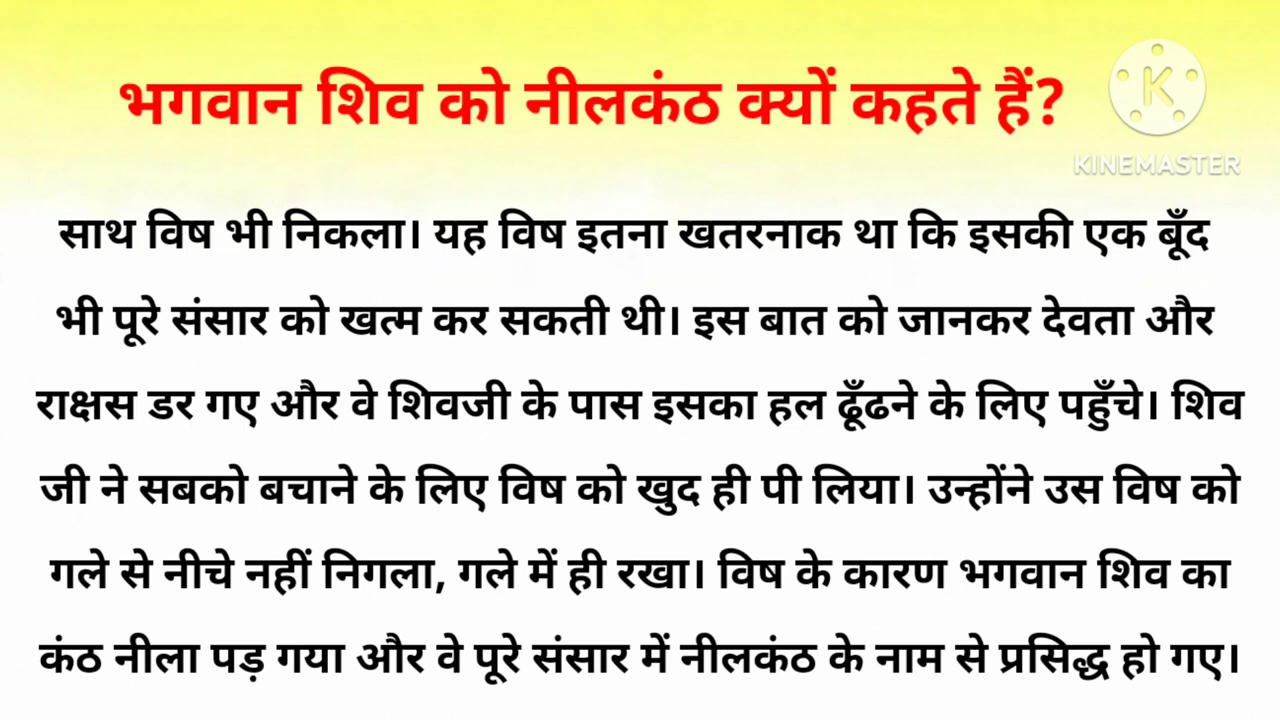 भगवान शिव को नीलकंठ क्यों कहते हैं?
KINEMASTER
साथ विष भी निकला। यह विष इतना खतरनाक था कि इसकी एक बूँद
भी पूरे संसार को खत्म कर सकती थी। इस बात को जानकर देवता और
राक्षस डर गए और वे शिवजी के पास इसका हल ढूँढने के लिए पहुँचे। शिव
जी ने सबको बचाने के लिए विष को खुद ही पी लिया। उन्होंने उस विष को
गले से नीचे नहीं निगला, गले में ही रखा। विष के कारण भगवान शिव का
कंठ नीला पड़ गया और वे पूरे संसार में नीलकंठ के नाम से प्रसिद्ध हो गए।